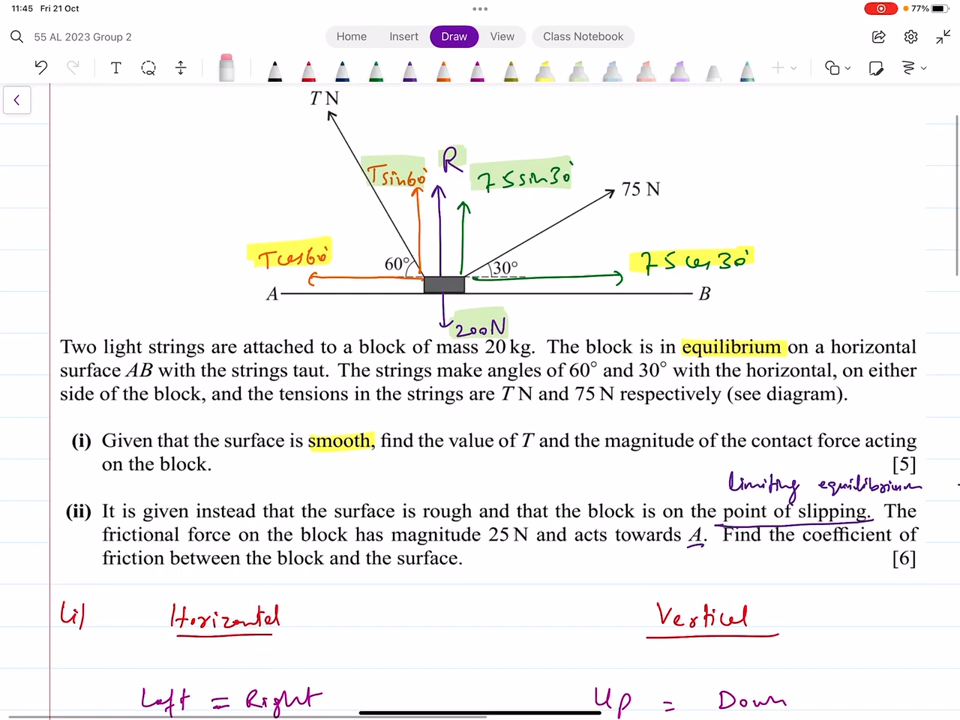 11:45 Fri 21 Oct
77%
55 AL 2023 Group 2
Home Insert Draw View Class Notebook
T
T N
T sin60° R 75 sin30°
75 N
T cos60° 60° 30° 75 cos 30°
A B
200N
Two light strings are attached to a block of mass 20 kg. The block is in equilibrium on a horizontal
surface AB with the strings taut. The strings make angles of 60° and 30° with the horizontal, on either
side of the block, and the tensions in the strings are T N and 75 N respectively (see diagram).
(i) Given that the surface is smooth, find the value of T and the magnitude of the contact force acting
on the block. [5]
limiting equilibrium
(ii) It is given instead that the surface is rough and that the block is on the point of slipping. The
frictional force on the block has magnitude 25 N and acts towards A. Find the coefficient of
friction between the block and the surface. [6]
(i) Horizontal Vertical
Left = Right Up = Down